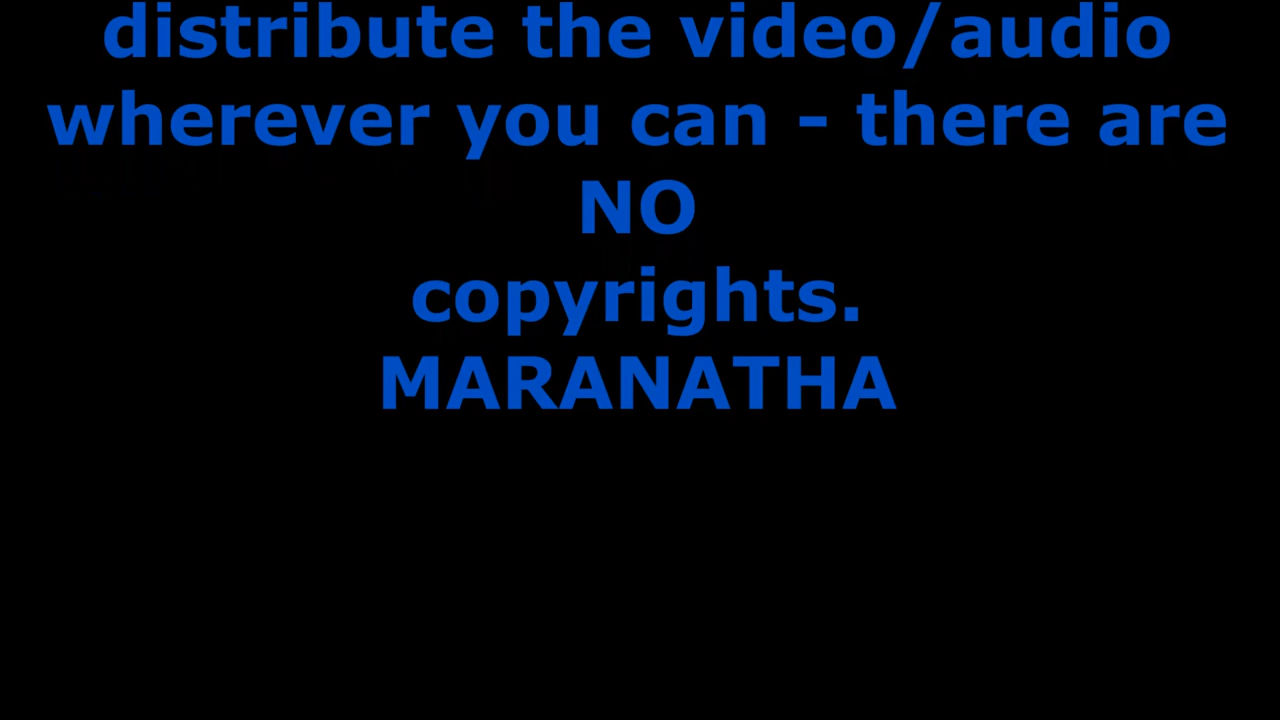 distribute the video/audio
wherever you can - there are
NO
copyrights.
MARANATHA